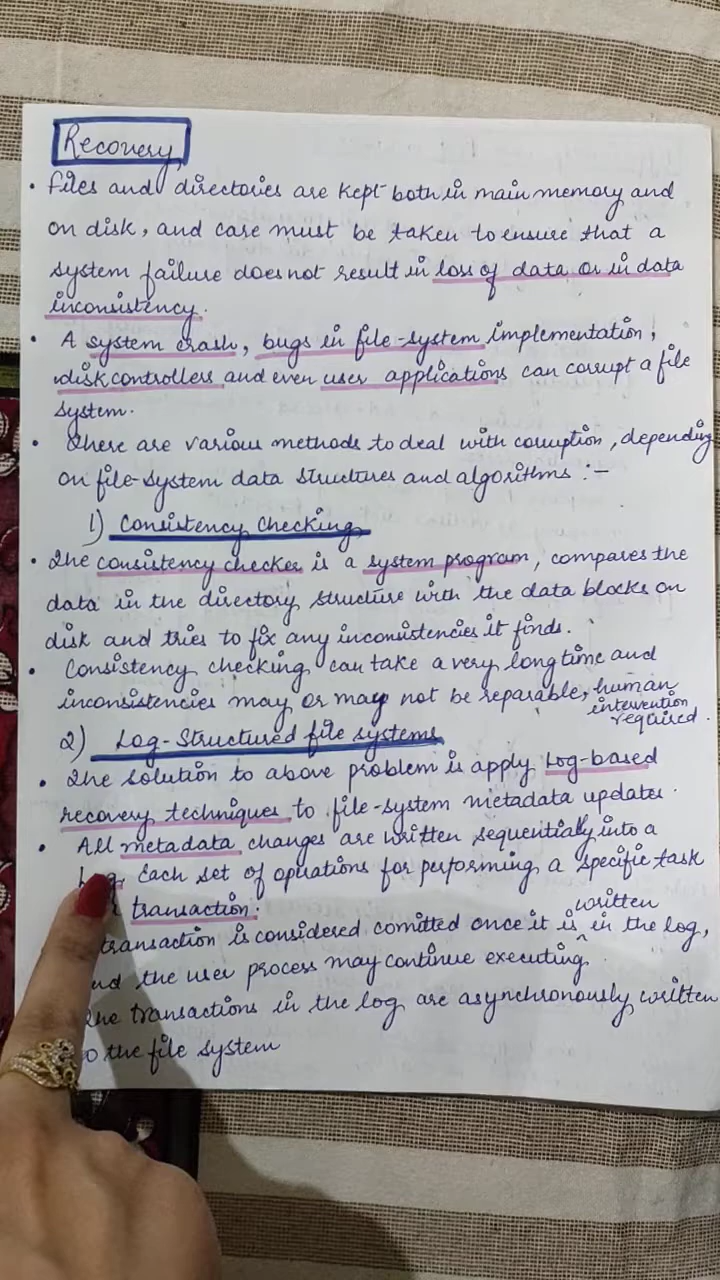 Recovery
• Files and directories are kept both in main memory and
on disk, and care must be taken to ensure that a
system failure does not result in loss of data or in data
inconsistency.
• A system crash, bugs in file-system implementation,
disk controllers and even user applications can corrupt a file
system.
• There are various methods to deal with corruption, depending
on file-system data structures and algorithms :-
1) Consistency Checking
• The consistency checker is a system program, compares the
data in the directory structure with the data blocks on
disk and tries to fix any inconsistencies it finds.
• Consistency checking can take a very long time and
inconsistencies may or may not be reparable, human
intervention
required.
2) Log-Structured file systems
• The solution to above problem is apply Log-based
recovery techniques to file-system metadata updates.
• All metadata changes are written sequentially into a
Log. Each set of operations for performing a specific task
transaction.
written
transaction is considered comitted once it is ^ in the log,
the user process may continue executing.
the transactions in the log are asynchronously written
the file system